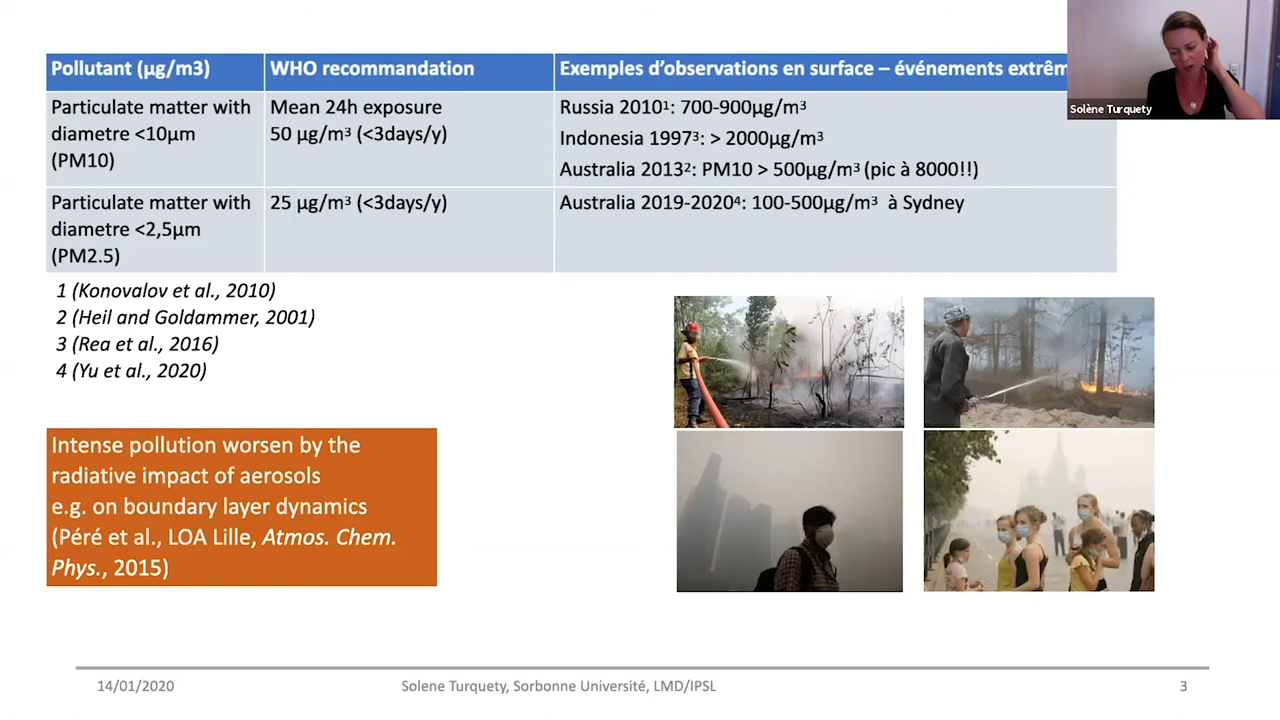 Pollutant (µg/m3)
WHO recommandation
Exemples d'observations en surface – événements extrêm
Solène Turquety
Particulate matter with
diametre <10µm
(PM10)
Mean 24h exposure
50 µg/m³ (<3days/y)
Russia 2010¹: 700-900µg/m³
Indonesia 1997³: > 2000µg/m³
Australia 2013²: PM10 > 500µg/m³ (pic à 8000!!)
Particulate matter with
diametre <2,5µm
(PM2.5)
25 µg/m³ (<3days/y)
Australia 2019-2020⁴: 100-500µg/m³ à Sydney
1 (Konovalov et al., 2010)
2 (Heil and Goldammer, 2001)
3 (Rea et al., 2016)
4 (Yu et al., 2020)
Intense pollution worsen by the
radiative impact of aerosols
e.g. on boundary layer dynamics
(Péré et al., LOA Lille, Atmos. Chem.
Phys., 2015)
14/01/2020
Solene Turquety, Sorbonne Université, LMD/IPSL
3